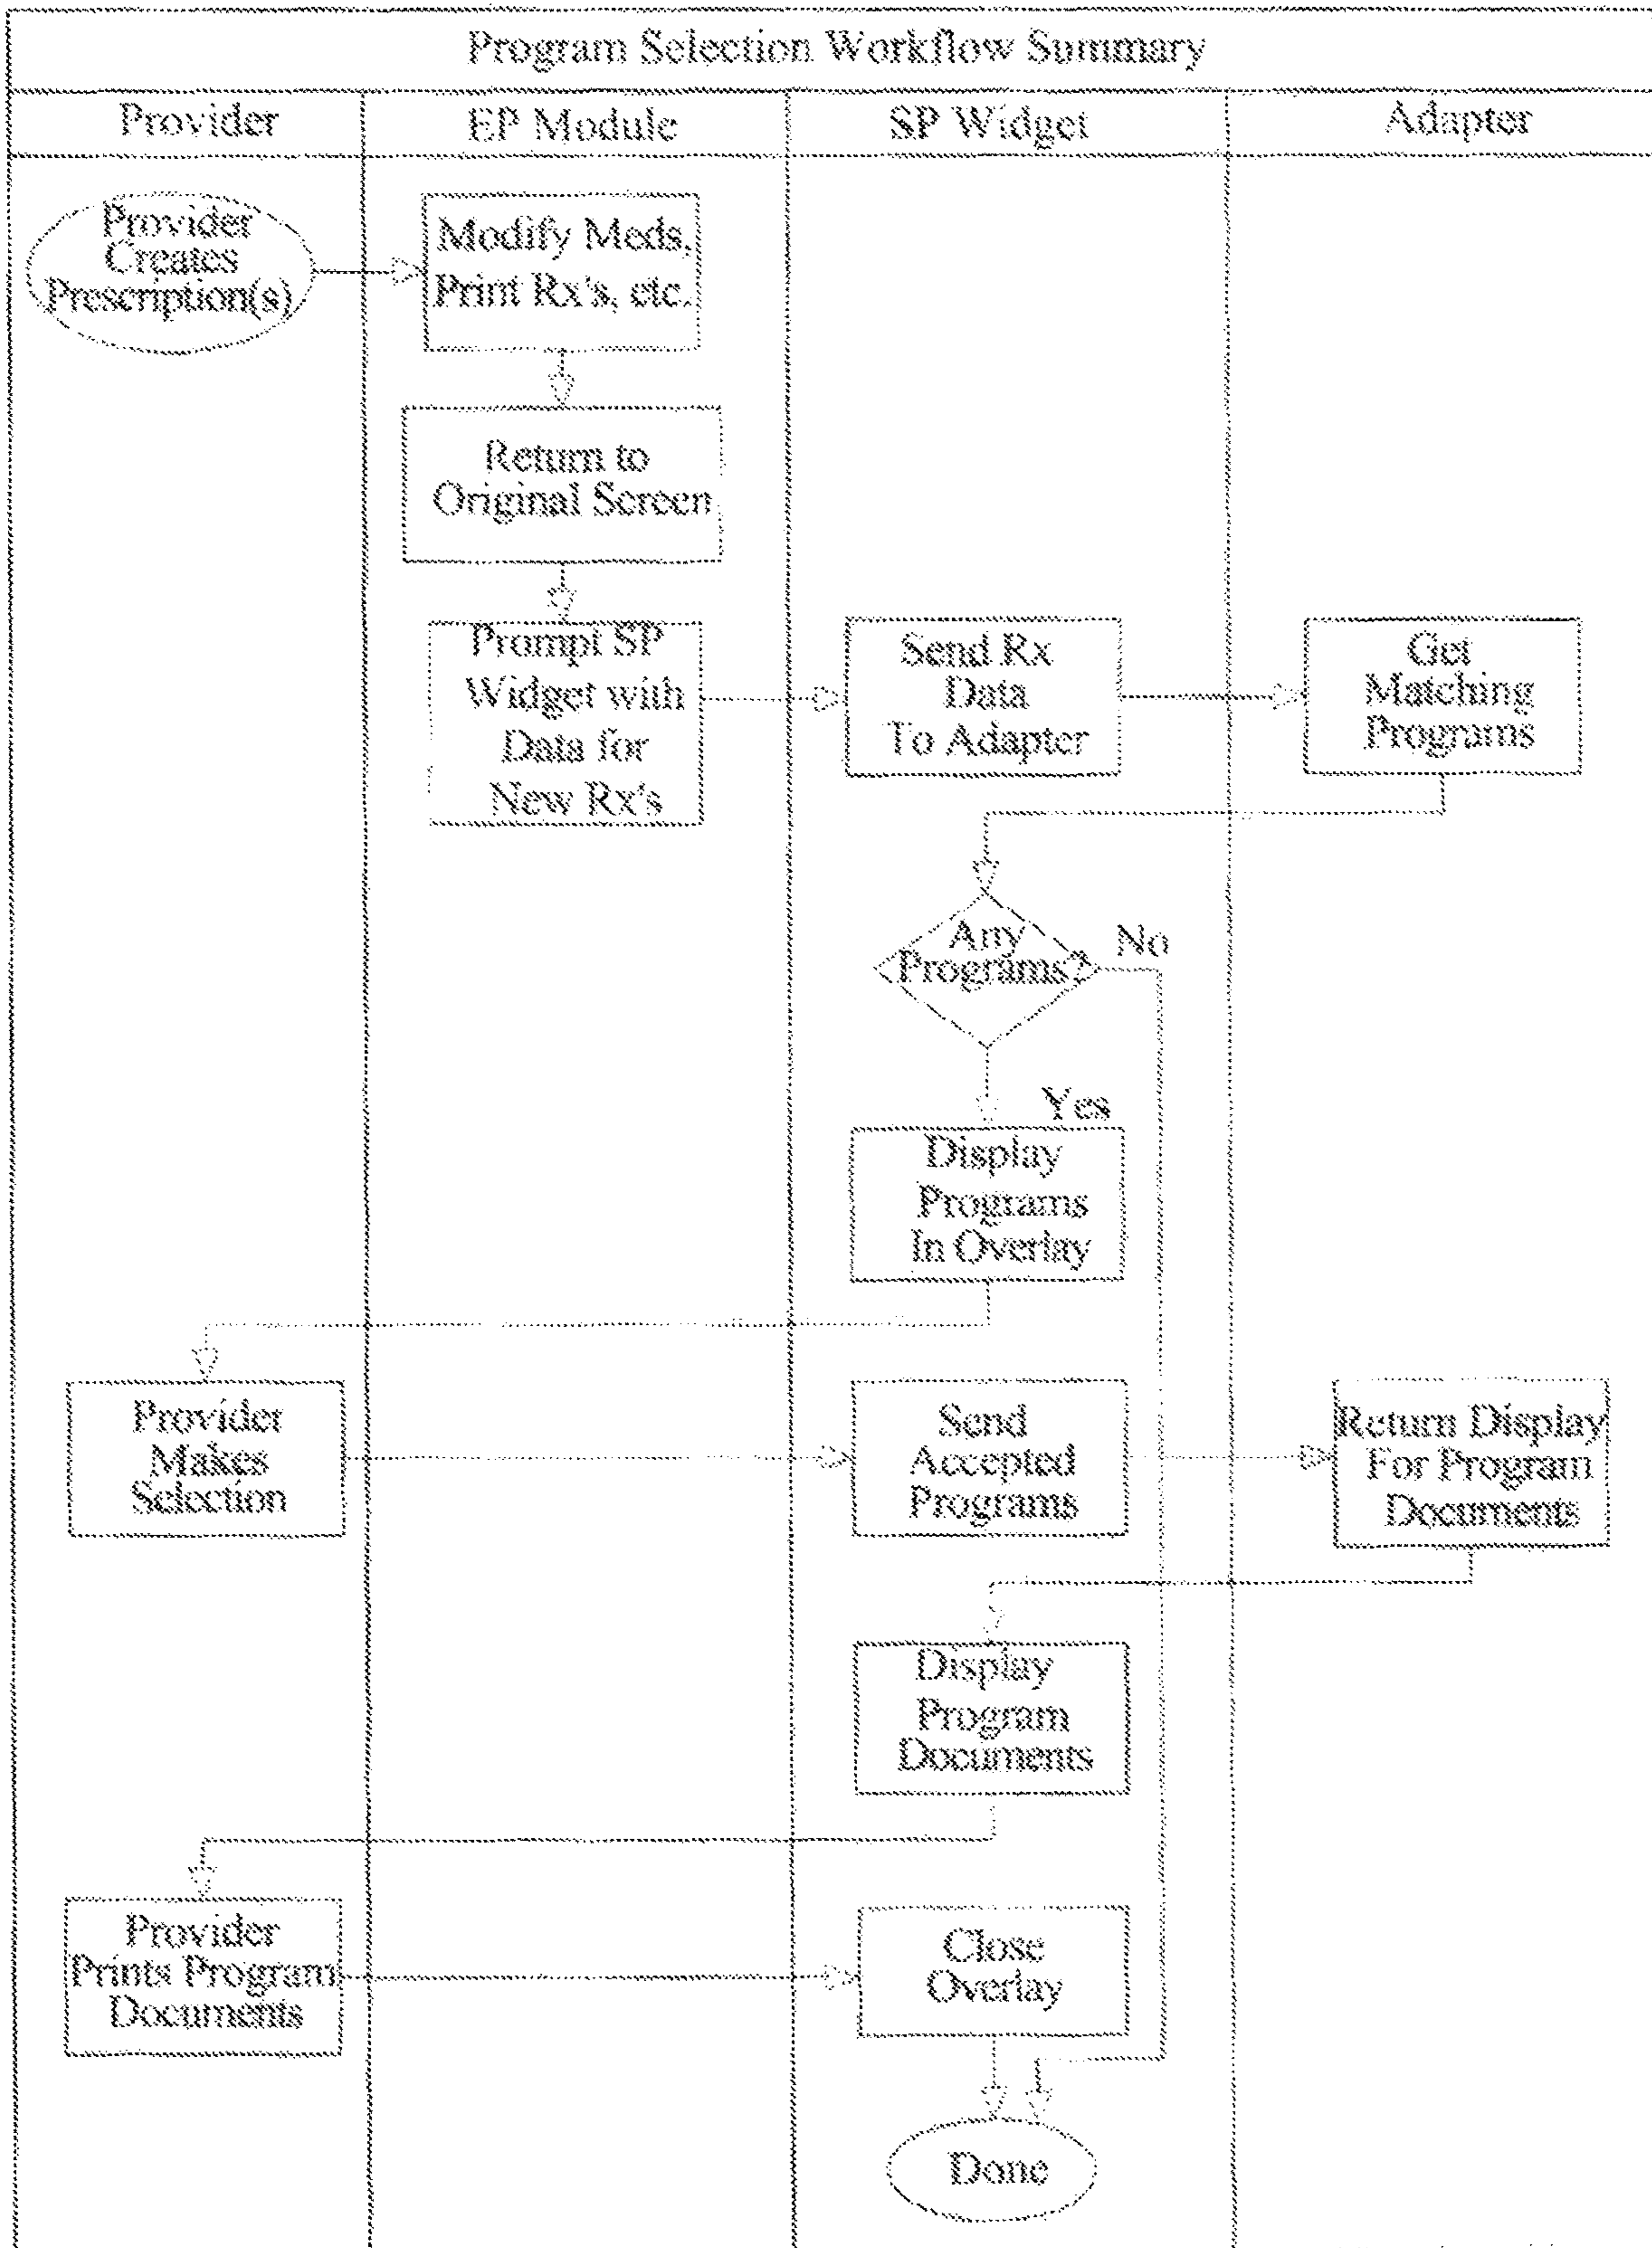 Program Selection Workflow Summary
Provider
EP Module
SP Widget
Adapter
Provider
Creates
Prescription(s)
Modify Meds,
Print Rx's, etc.
Return to
Original Screen
Prompt SP
Widget with
Data for
New Rx's
Send Rx
Data
To Adapter
Get
Matching
Programs
Any
Programs?
No
Yes
Display
Programs
In Overlay
Provider
Makes
Selection
Send
Accepted
Programs
Return Display
For Program
Documents
Display
Program
Documents
Provider
Prints Program
Documents
Close
Overlay
Done